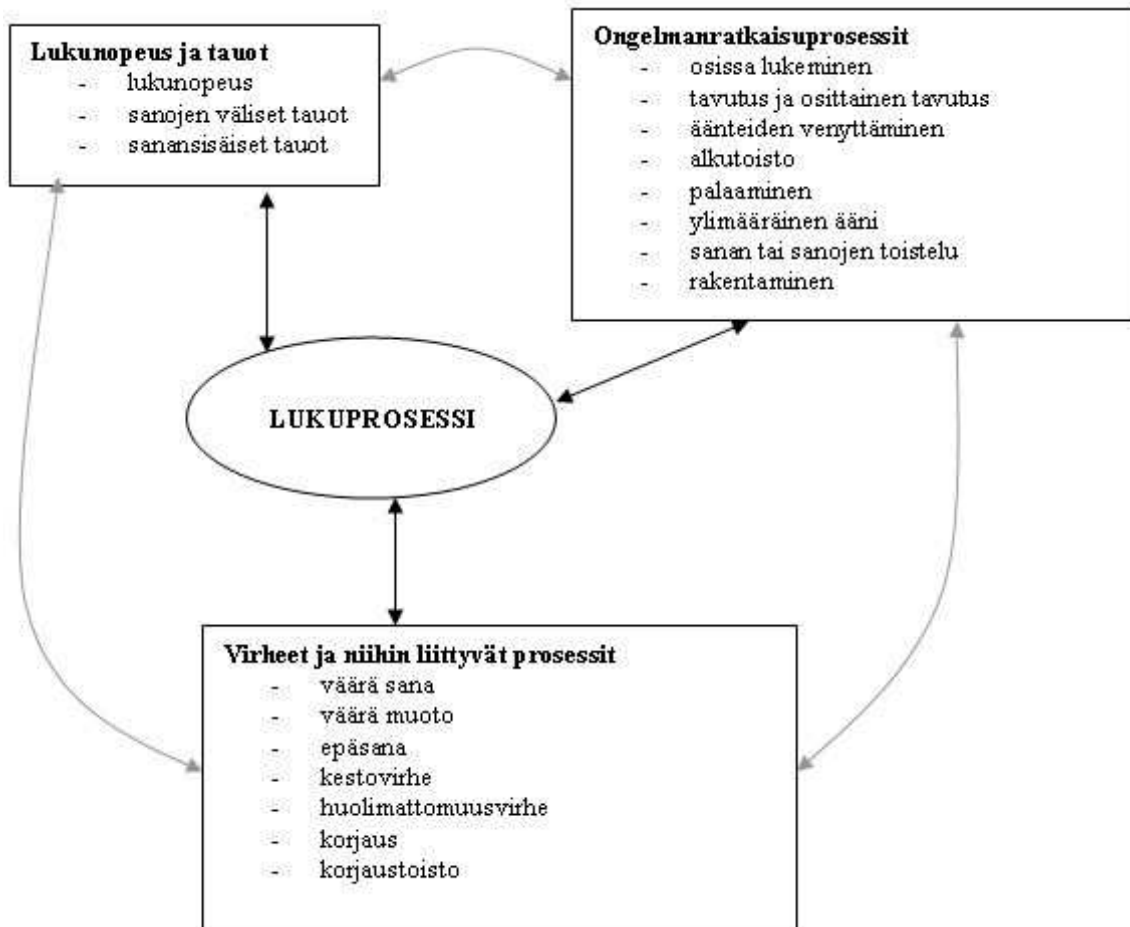 Lukunopeus ja tauot
- lukunopeus
- sanojen väliset tauot
- sanansisäiset tauot
Ongelmanratkaisuprosessit
- osissa lukeminen
- tavutus ja osittainen tavutus
- äänteiden venyttäminen
- alkutoisto
- palaaminen
- ylimääräinen ääni
- sanan tai sanojen toistelu
- rakentaminen
LUKUPROSESSI
Virheet ja niihin liittyvät prosessit
- väärä sana
- väärä muoto
- epäsana
- kestovirhe
- huolimattomuusvirhe
- korjaus
- korjaustoisto